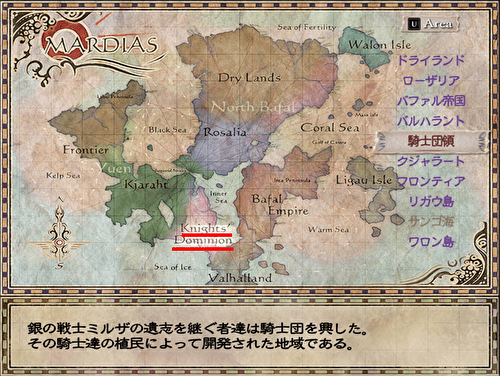 MARDIAS
Sea of Fertility
U Area
Walon Isle
Dry Lands
North Bafal
Coral Sea
Black Sea
Rosalia
Frontier
Yuen
Kelp Sea
Kjaraht
Inner
Sea
Ligau Isle
Bafal
Empire
Warm Sea
Knights'
Dominion
Sea of Ice
Valhalland
N
S
ドライランド
ローザリア
バファル帝国
バルハラント
騎士団領
クジャラート
フロンティア
リガウ島
サンゴ海
ワロン島
銀の戦士ミルザの遺志を継ぐ者達は騎士団を興した。
その騎士達の植民によって開発された地域である。